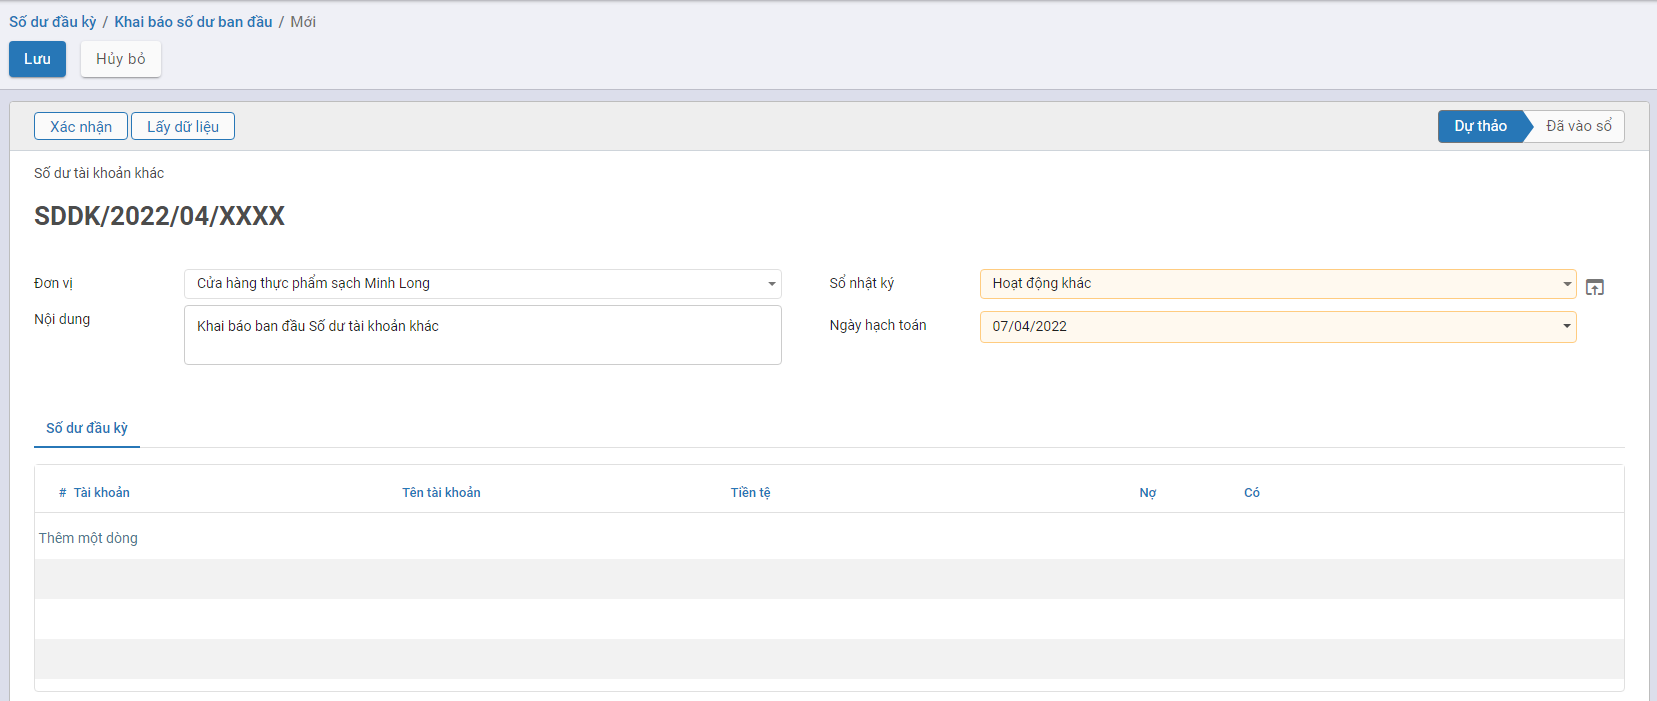 Số dư đầu kỳ / Khai báo số dư ban đầu / Mới
Lưu Hủy bỏ
Xác nhận Lấy dữ liệu Dự thảo Đã vào sổ
Số dư tài khoản khác
SDDK/2022/04/XXXX
Đơn vị Cửa hàng thực phẩm sạch Minh Long Sổ nhật ký Hoạt động khác
Nội dung Khai báo ban đầu Số dư tài khoản khác Ngày hạch toán 07/04/2022
Số dư đầu kỳ
# Tài khoản Tên tài khoản Tiền tệ Nợ Có
Thêm một dòng